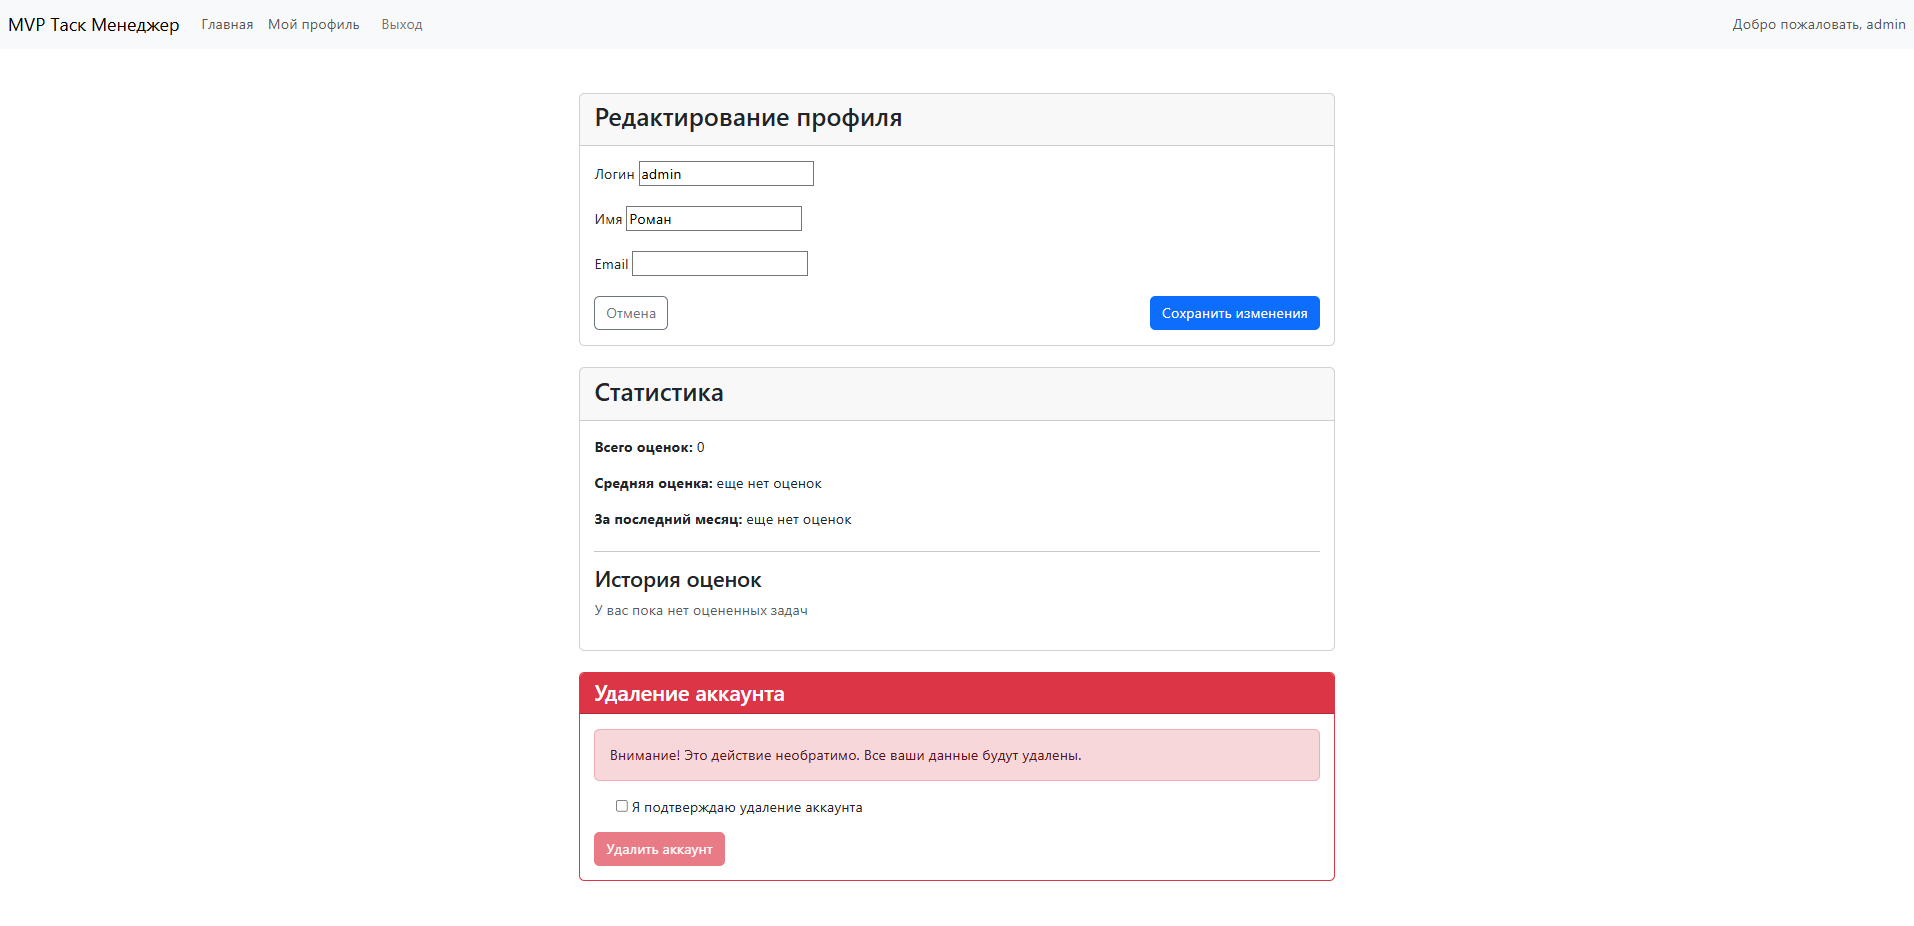 MVP Таск Менеджер Главная Мой профиль Выход Добро пожаловать, admin
Редактирование профиля
Логин admin
Имя Роман
Email
Отмена Сохранить изменения
Статистика
Всего оценок: 0
Средняя оценка: еще нет оценок
За последний месяц: еще нет оценок
История оценок
У вас пока нет оцененных задач
Удаление аккаунта
Внимание! Это действие необратимо. Все ваши данные будут удалены.
Я подтверждаю удаление аккаунта
Удалить аккаунт